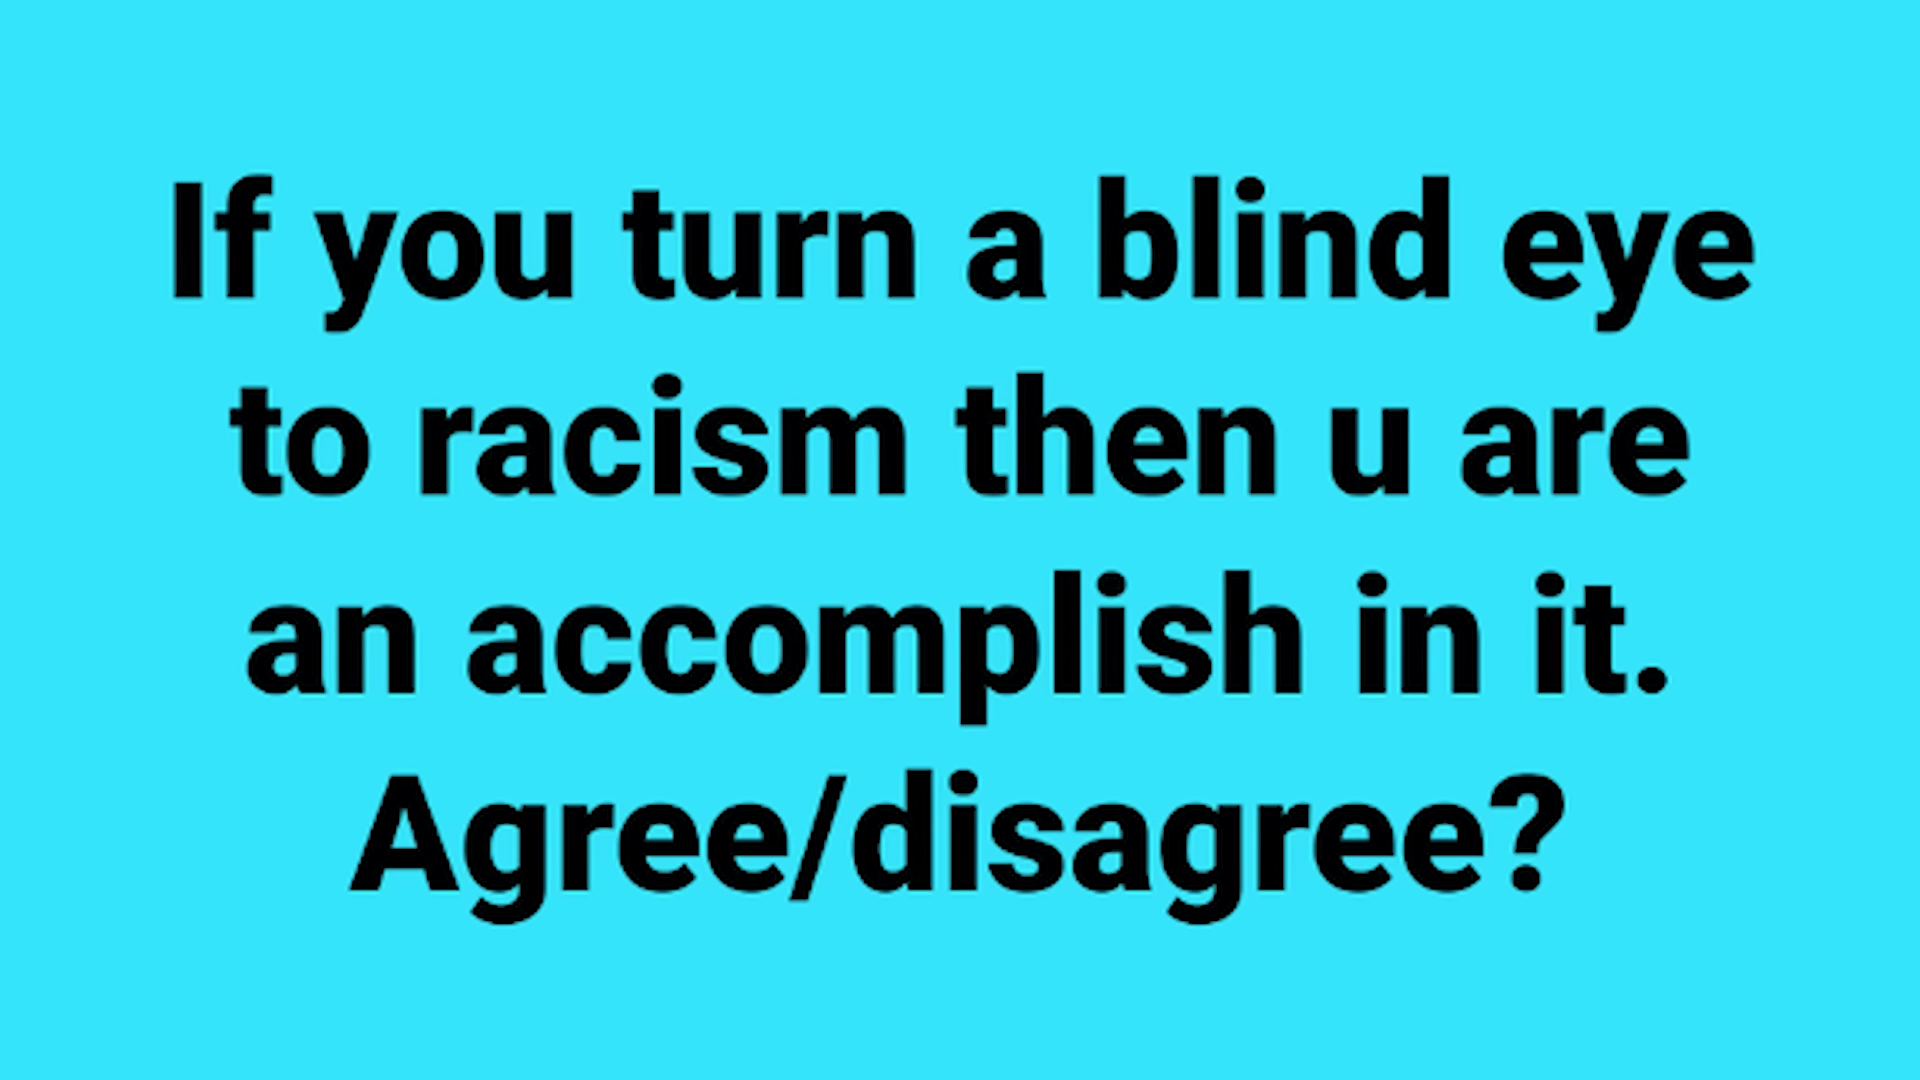 If you turn a blind eye
to racism then u are
an accomplish in it.
Agree/disagree?